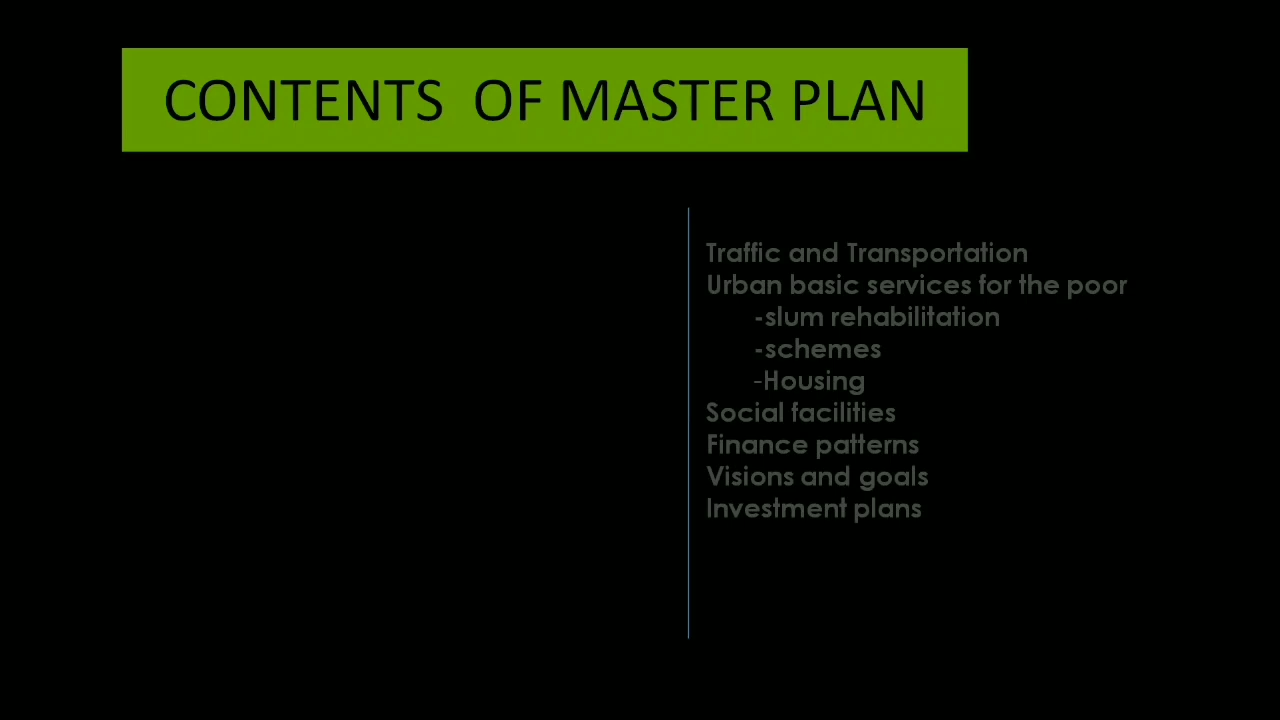 CONTENTS OF MASTER PLAN
Traffic and Transportation
Urban basic services for the poor
-slum rehabilitation
-schemes
-Housing
Social facilities
Finance patterns
Visions and goals
Investment plans